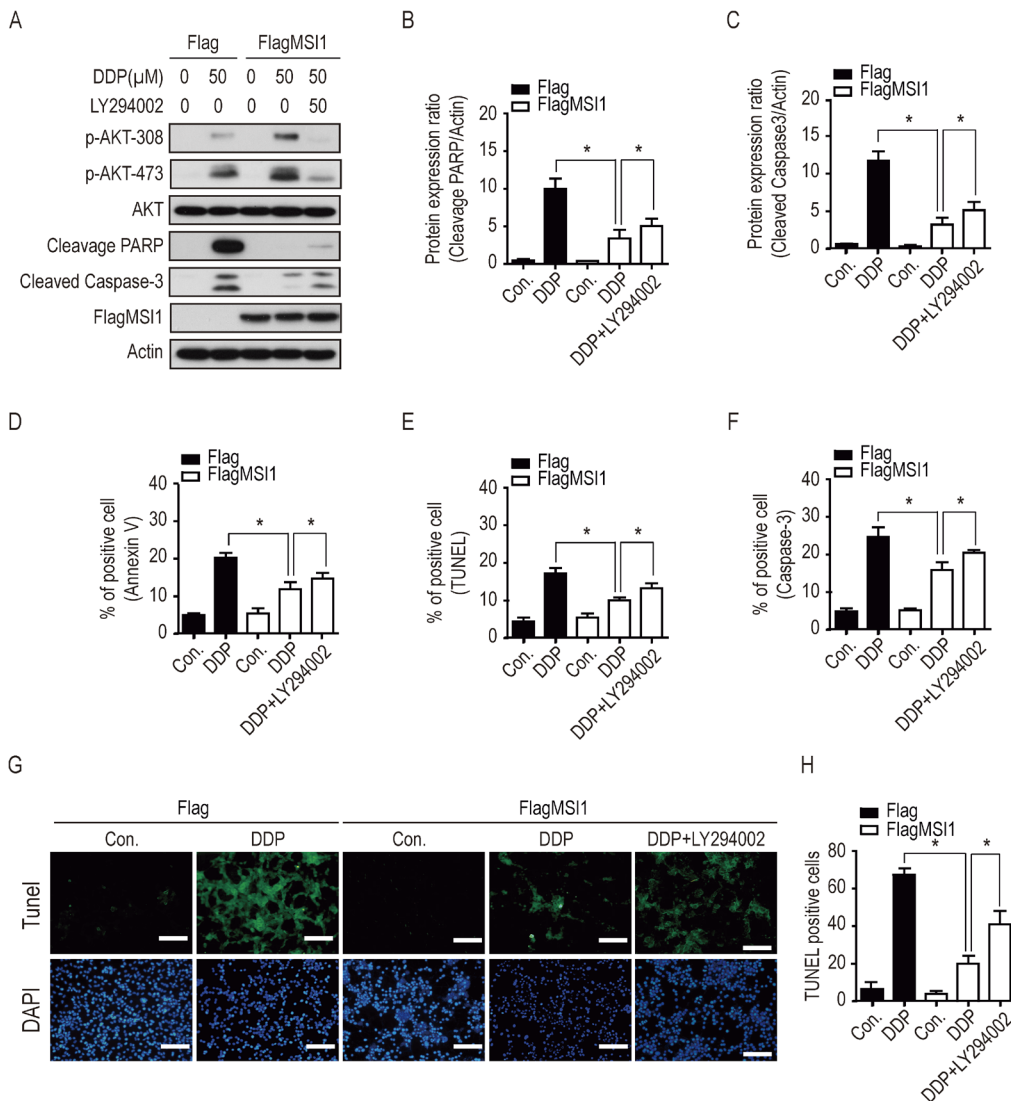 A
Flag FlagMSI1
DDP(μM) 0 50 0 50 50
LY294002 0 0 0 0 50
p-AKT-308
p-AKT-473
AKT
Cleavage PARP
Cleaved Caspase-3
FlagMSI1
Actin
B
Flag
FlagMSI1
Protein expression ratio
(Cleavage PARP/Actin)
20
15
10
5
0
* *
Con. DDP Con. DDP DDP+LY294002
C
Flag
FlagMSI1
Protein expression ratio
(Cleaved Caspase3/Actin)
20
15
10
5
0
* *
Con. DDP Con. DDP DDP+LY294002
D
Flag
FlagMSI1
% of positive cell
(Annexin V)
40
30
20
10
0
* *
Con. DDP Con. DDP DDP+LY294002
E
Flag
FlagMSI1
% of positive cell
(TUNEL)
40
30
20
10
0
* *
Con. DDP Con. DDP DDP+LY294002
F
Flag
FlagMSI1
% of positive cell
(Caspase-3)
40
30
20
10
0
* *
Con. DDP Con. DDP DDP+LY294002
G
Flag FlagMSI1
Con. DDP Con. DDP DDP+LY294002
Tunel
DAPI
H
Flag
FlagMSI1
TUNEL positive cells
80
60
40
20
0
* *
Con. DDP Con. DDP DDP+LY294002